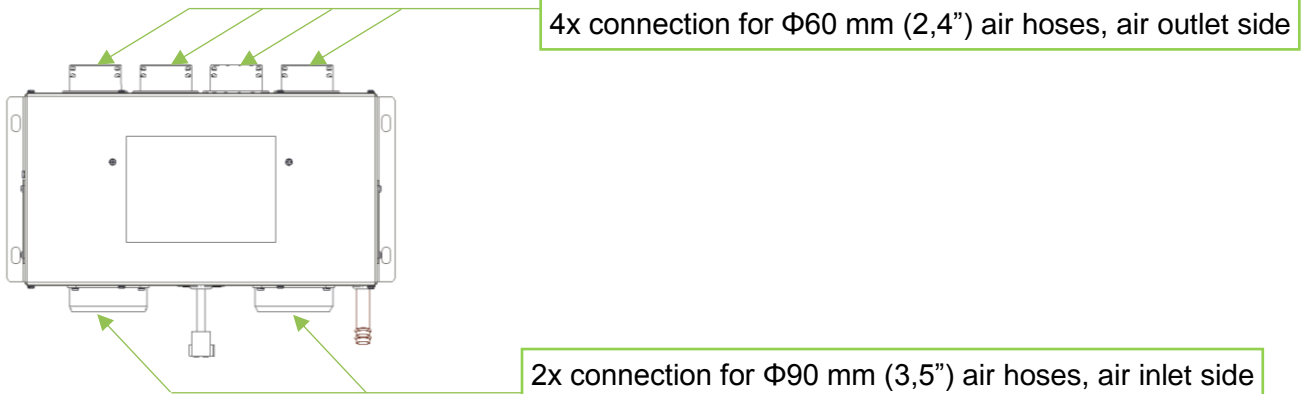 4x connection for Φ60 mm (2,4”) air hoses, air outlet side
2x connection for Φ90 mm (3,5”) air hoses, air inlet side